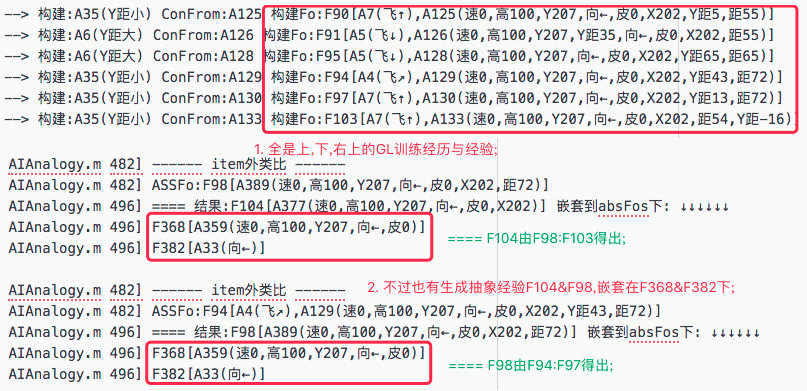 --> 构建:A35(Y距小) ConFrom:A125 构建Fo:F90[A7(飞↑),A125(速0,高100,Y207,向←,皮0,X202,Y距5,距55)]
--> 构建:A6(Y距大) ConFrom:A126 构建Fo:F91[A5(飞↓),A126(速0,高100,Y207,Y距35,向←,皮0,X202,距55)]
--> 构建:A6(Y距大) ConFrom:A128 构建Fo:F95[A5(飞↓),A128(速0,高100,Y207,向←,皮0,X202,Y距65,距65)]
--> 构建:A35(Y距小) ConFrom:A129 构建Fo:F94[A4(飞↗),A129(速0,高100,Y207,向←,皮0,X202,Y距43,距72)]
--> 构建:A35(Y距小) ConFrom:A130 构建Fo:F97[A7(飞↑),A130(速0,高100,Y207,向←,皮0,X202,Y距13,距72)]
--> 构建:A35(Y距小) ConFrom:A133 构建Fo:F103[A7(飞↑),A133(速0,高100,Y207,向←,皮0,X202,距54,Y距-16)]
1. 全是上,下,右上的GL训练经历与经验;
AIAnalogy.m 482] ------ item外类比 ------
AIAnalogy.m 482] ASSFo:F98[A389(速0,高100,Y207,向←,皮0,X202,距72)]
AIAnalogy.m 496] ==== 结果:F104[A377(速0,高100,Y207,向←,皮0,X202)] 嵌套到absFos下: ↓↓↓↓↓↓
AIAnalogy.m 496] F368[A359(速0,高100,Y207,向←,皮0)]
AIAnalogy.m 496] F382[A33(向←)]
==== F104由F98:F103得出;
AIAnalogy.m 482] ------ item外类比 ------
2. 不过也有生成抽象经验F104&F98,嵌套在F368&F382下;
AIAnalogy.m 482] ASSFo:F94[A4(飞↗),A129(速0,高100,Y207,向←,皮0,X202,Y距43,距72)]
AIAnalogy.m 496] ==== 结果:F98[A389(速0,高100,Y207,向←,皮0,X202,距72)] 嵌套到absFos下: ↓↓↓↓↓↓
AIAnalogy.m 496] F368[A359(速0,高100,Y207,向←,皮0)]
AIAnalogy.m 496] F382[A33(向←)]
==== F98由F94:F97得出;